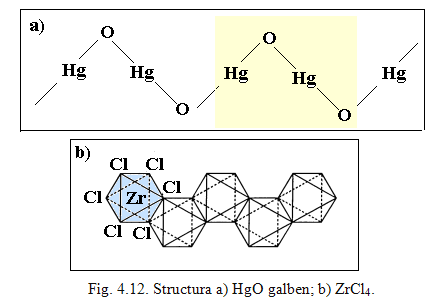 a)
O O
Hg Hg Hg Hg Hg
O O
b)
Cl Cl
Cl Zr Cl
Cl Cl
Fig. 4.12. Structura a) HgO galben; b) ZrCl4.